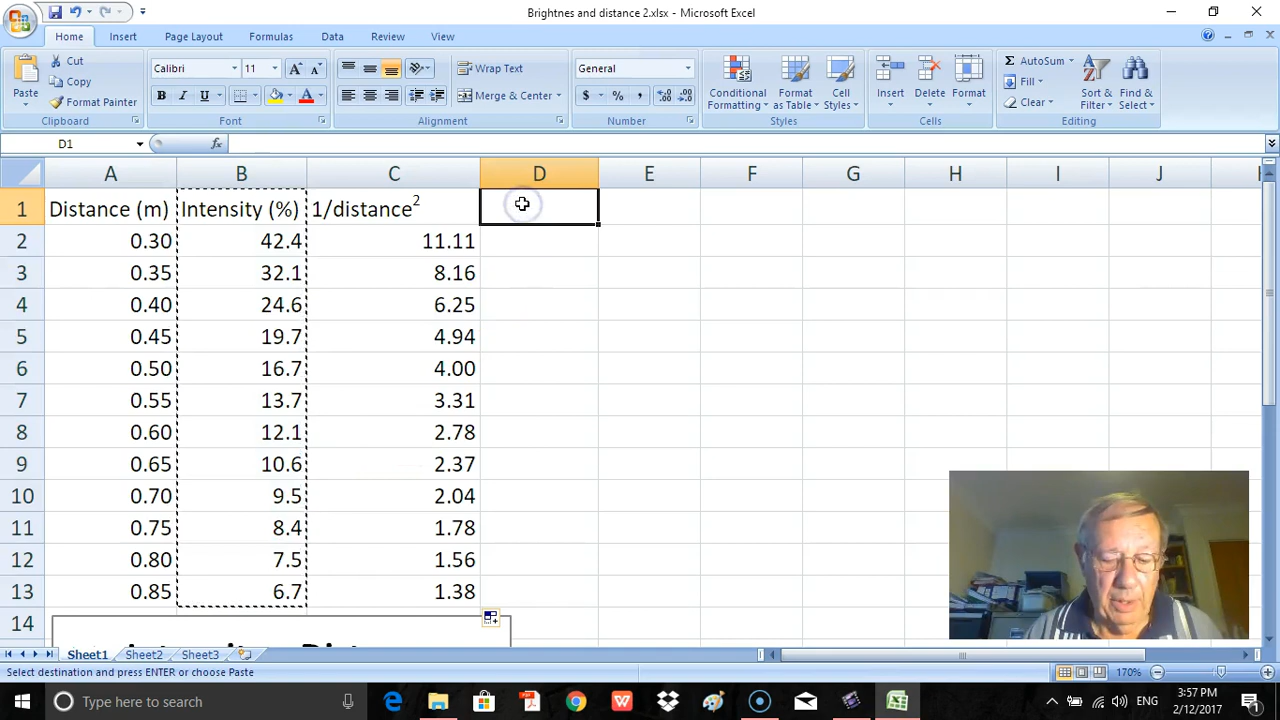 Brightnes and distance 2.xlsx - Microsoft Excel
Home Insert Page Layout Formulas Data Review View
Paste
Cut
Copy
Format Painter
Clipboard
Calibri 11
B I U
Font
Wrap Text
Merge & Center
Alignment
General
$ % ,
Number
Conditional Formatting
Format as Table
Cell Styles
Styles
Insert Delete Format
Cells
AutoSum
Fill
Clear
Sort & Filter
Find & Select
Editing
D1 fx
A B C D E F G H I J
1 Distance (m) Intensity (%) 1/distance²
2 0.30 42.4 11.11
3 0.35 32.1 8.16
4 0.40 24.6 6.25
5 0.45 19.7 4.94
6 0.50 16.7 4.00
7 0.55 13.7 3.31
8 0.60 12.1 2.78
9 0.65 10.6 2.37
10 0.70 9.5 2.04
11 0.75 8.4 1.78
12 0.80 7.5 1.56
13 0.85 6.7 1.38
14
Sheet1 Sheet2 Sheet3
Select destination and press ENTER or choose Paste
170%
Type here to search
ENG
3:57 PM
2/12/2017